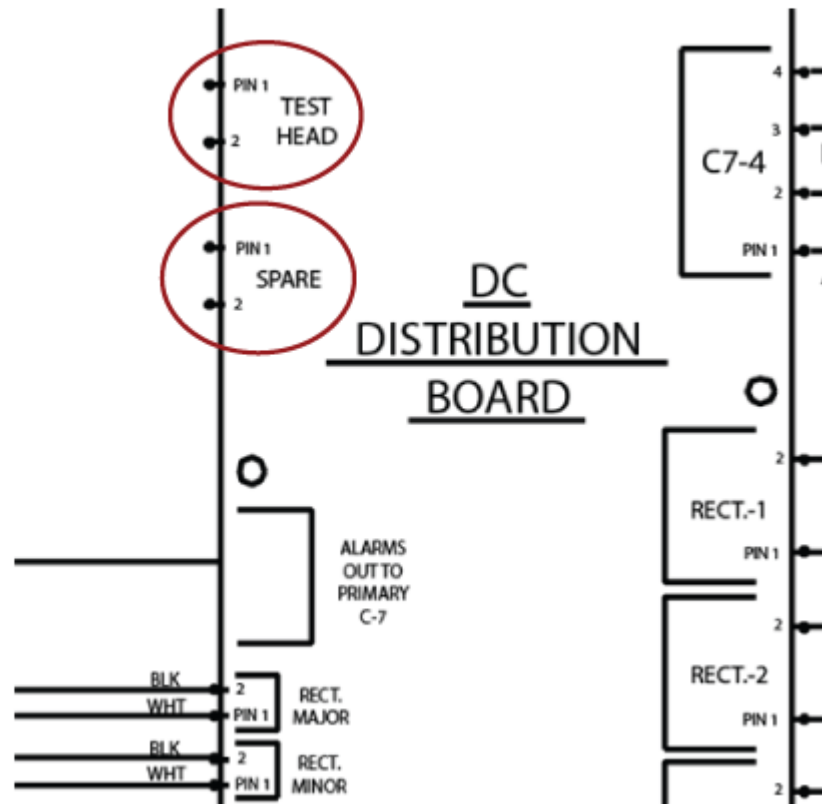 PIN 1
TEST
HEAD
2
PIN 1
SPARE
2
DC
DISTRIBUTION
BOARD
ALARMS
OUT TO
PRIMARY
C-7
BLK
2
WHT
PIN 1
RECT.
MAJOR
BLK
2
WHT
PIN 1
RECT.
MINOR
4
3
C7-4
2
PIN 1
2
RECT.-1
PIN 1
2
RECT.-2
PIN 1
2